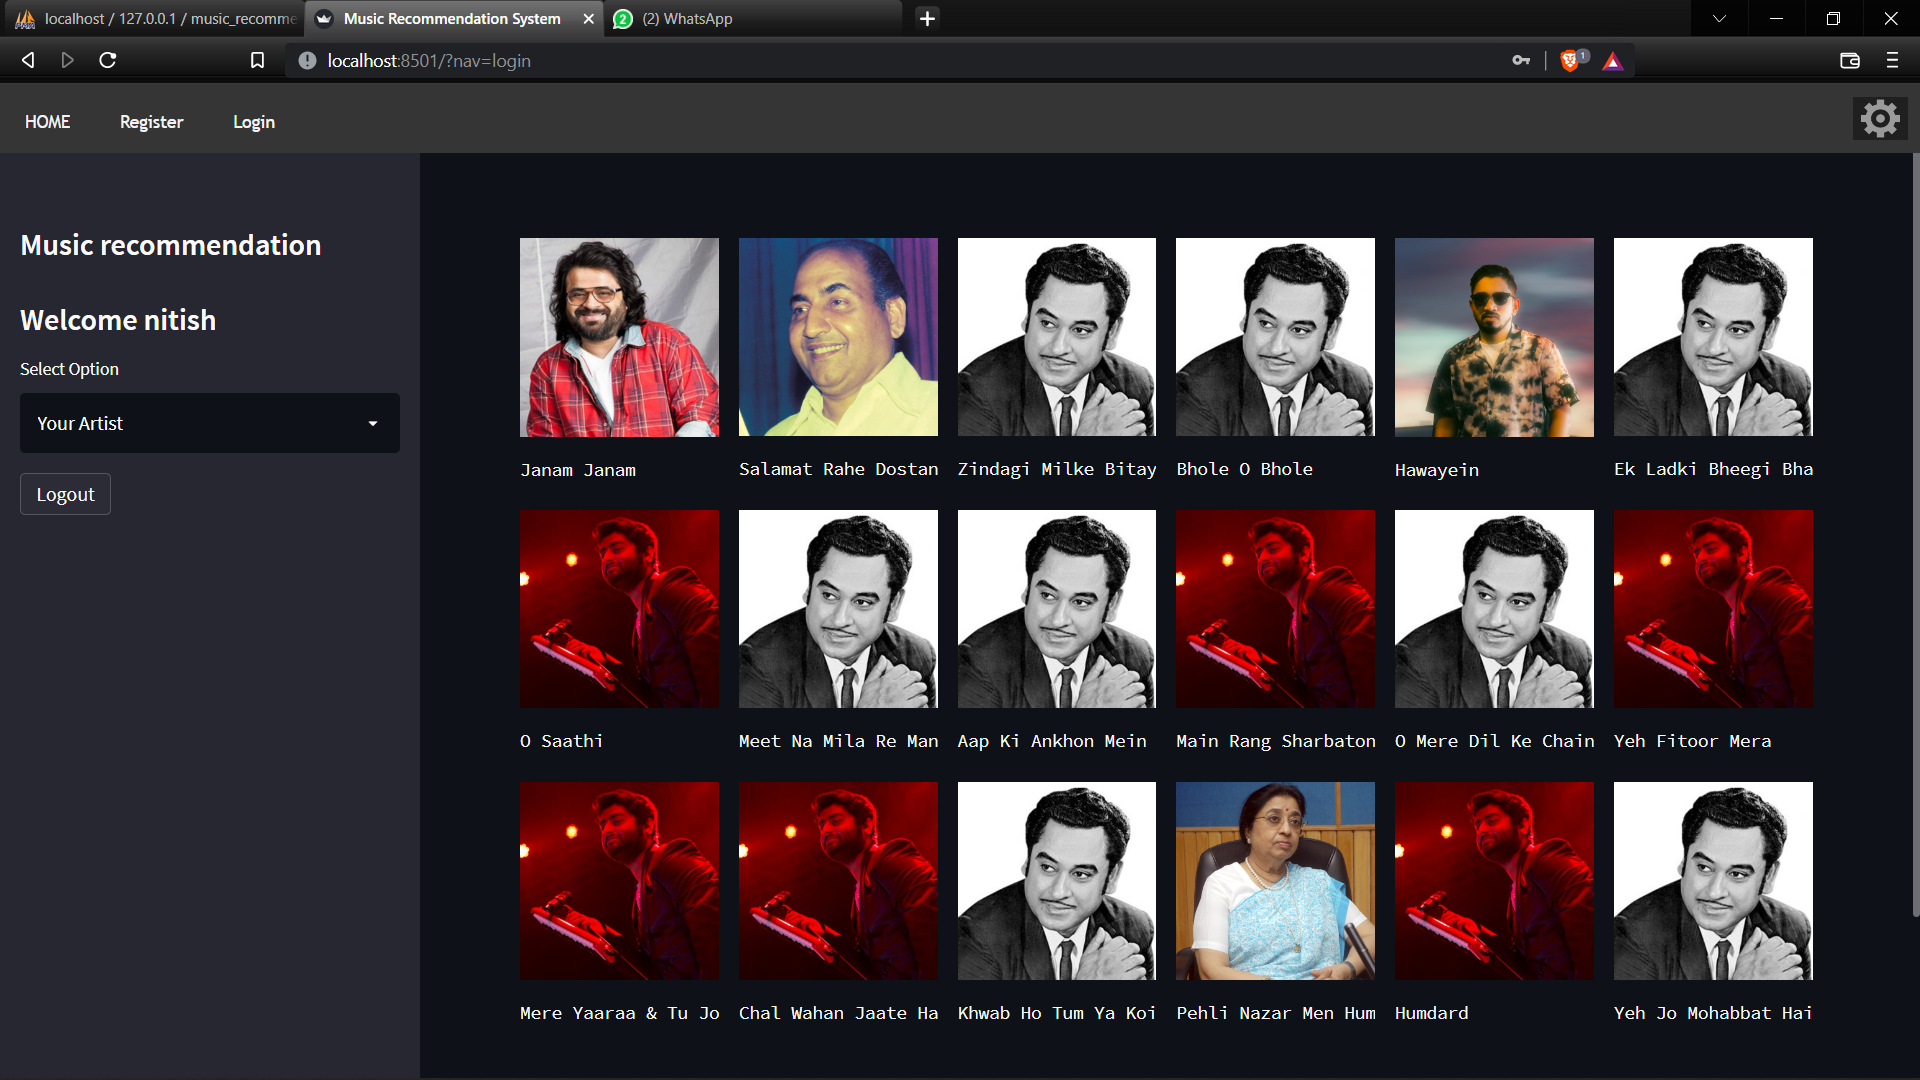 localhost / 127.0.0.1 / music_recomme
Music Recommendation System
2
(2) WhatsApp
localhost:8501/?nav=login
1
HOME
Register
Login
Music recommendation
Welcome nitish
Select Option
Your Artist
Logout
Janam Janam
Salamat Rahe Dostan
Zindagi Milke Bitay
Bhole O Bhole
Hawayein
Ek Ladki Bheegi Bha
O Saathi
Meet Na Mila Re Man
Aap Ki Ankhon Mein
Main Rang Sharbaton
O Mere Dil Ke Chain
Yeh Fitoor Mera
Mere Yaaraa & Tu Jo
Chal Wahan Jaate Ha
Khwab Ho Tum Ya Koi
Pehli Nazar Men Hum
Humdard
Yeh Jo Mohabbat Hai